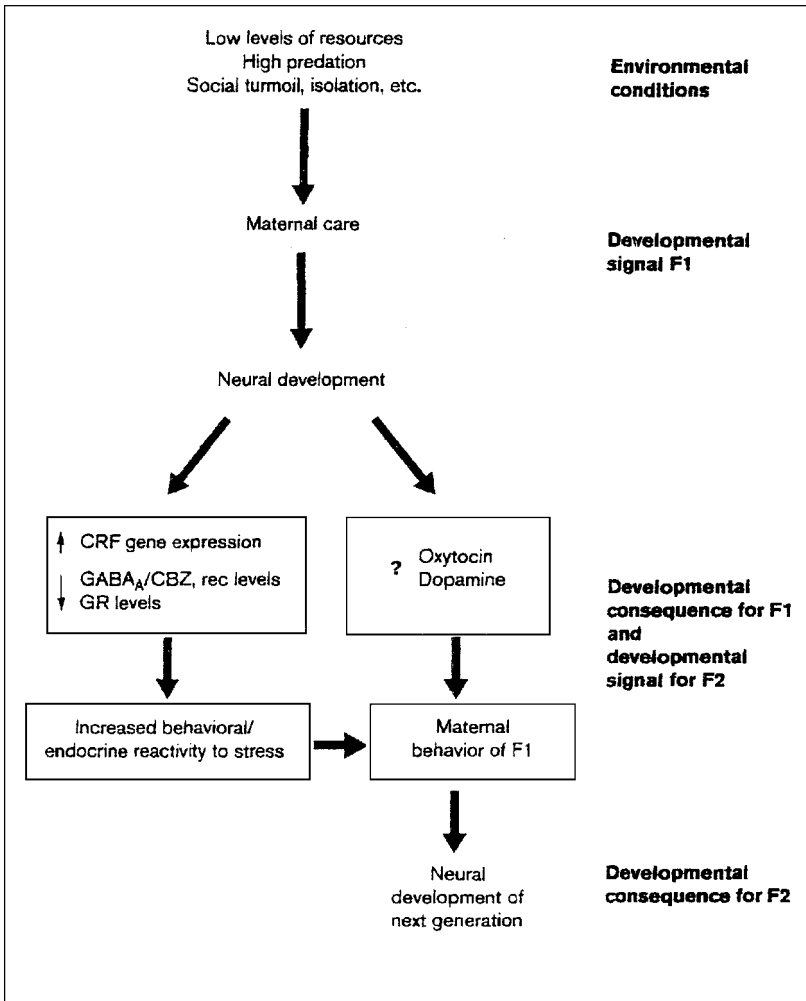 Low levels of resources
High predation
Social turmoil, isolation, etc.
Environmental
conditions
Maternal care
Developmental
signal F1
Neural development
↑ CRF gene expression
↓ GABA_A/CBZ, rec levels
GR levels
? Oxytocin
Dopamine
Developmental
consequence for F1
and
developmental
signal for F2
Increased behavioral/
endocrine reactivity to stress
Maternal
behavior of F1
Neural
development of
next generation
Developmental
consequence for F2